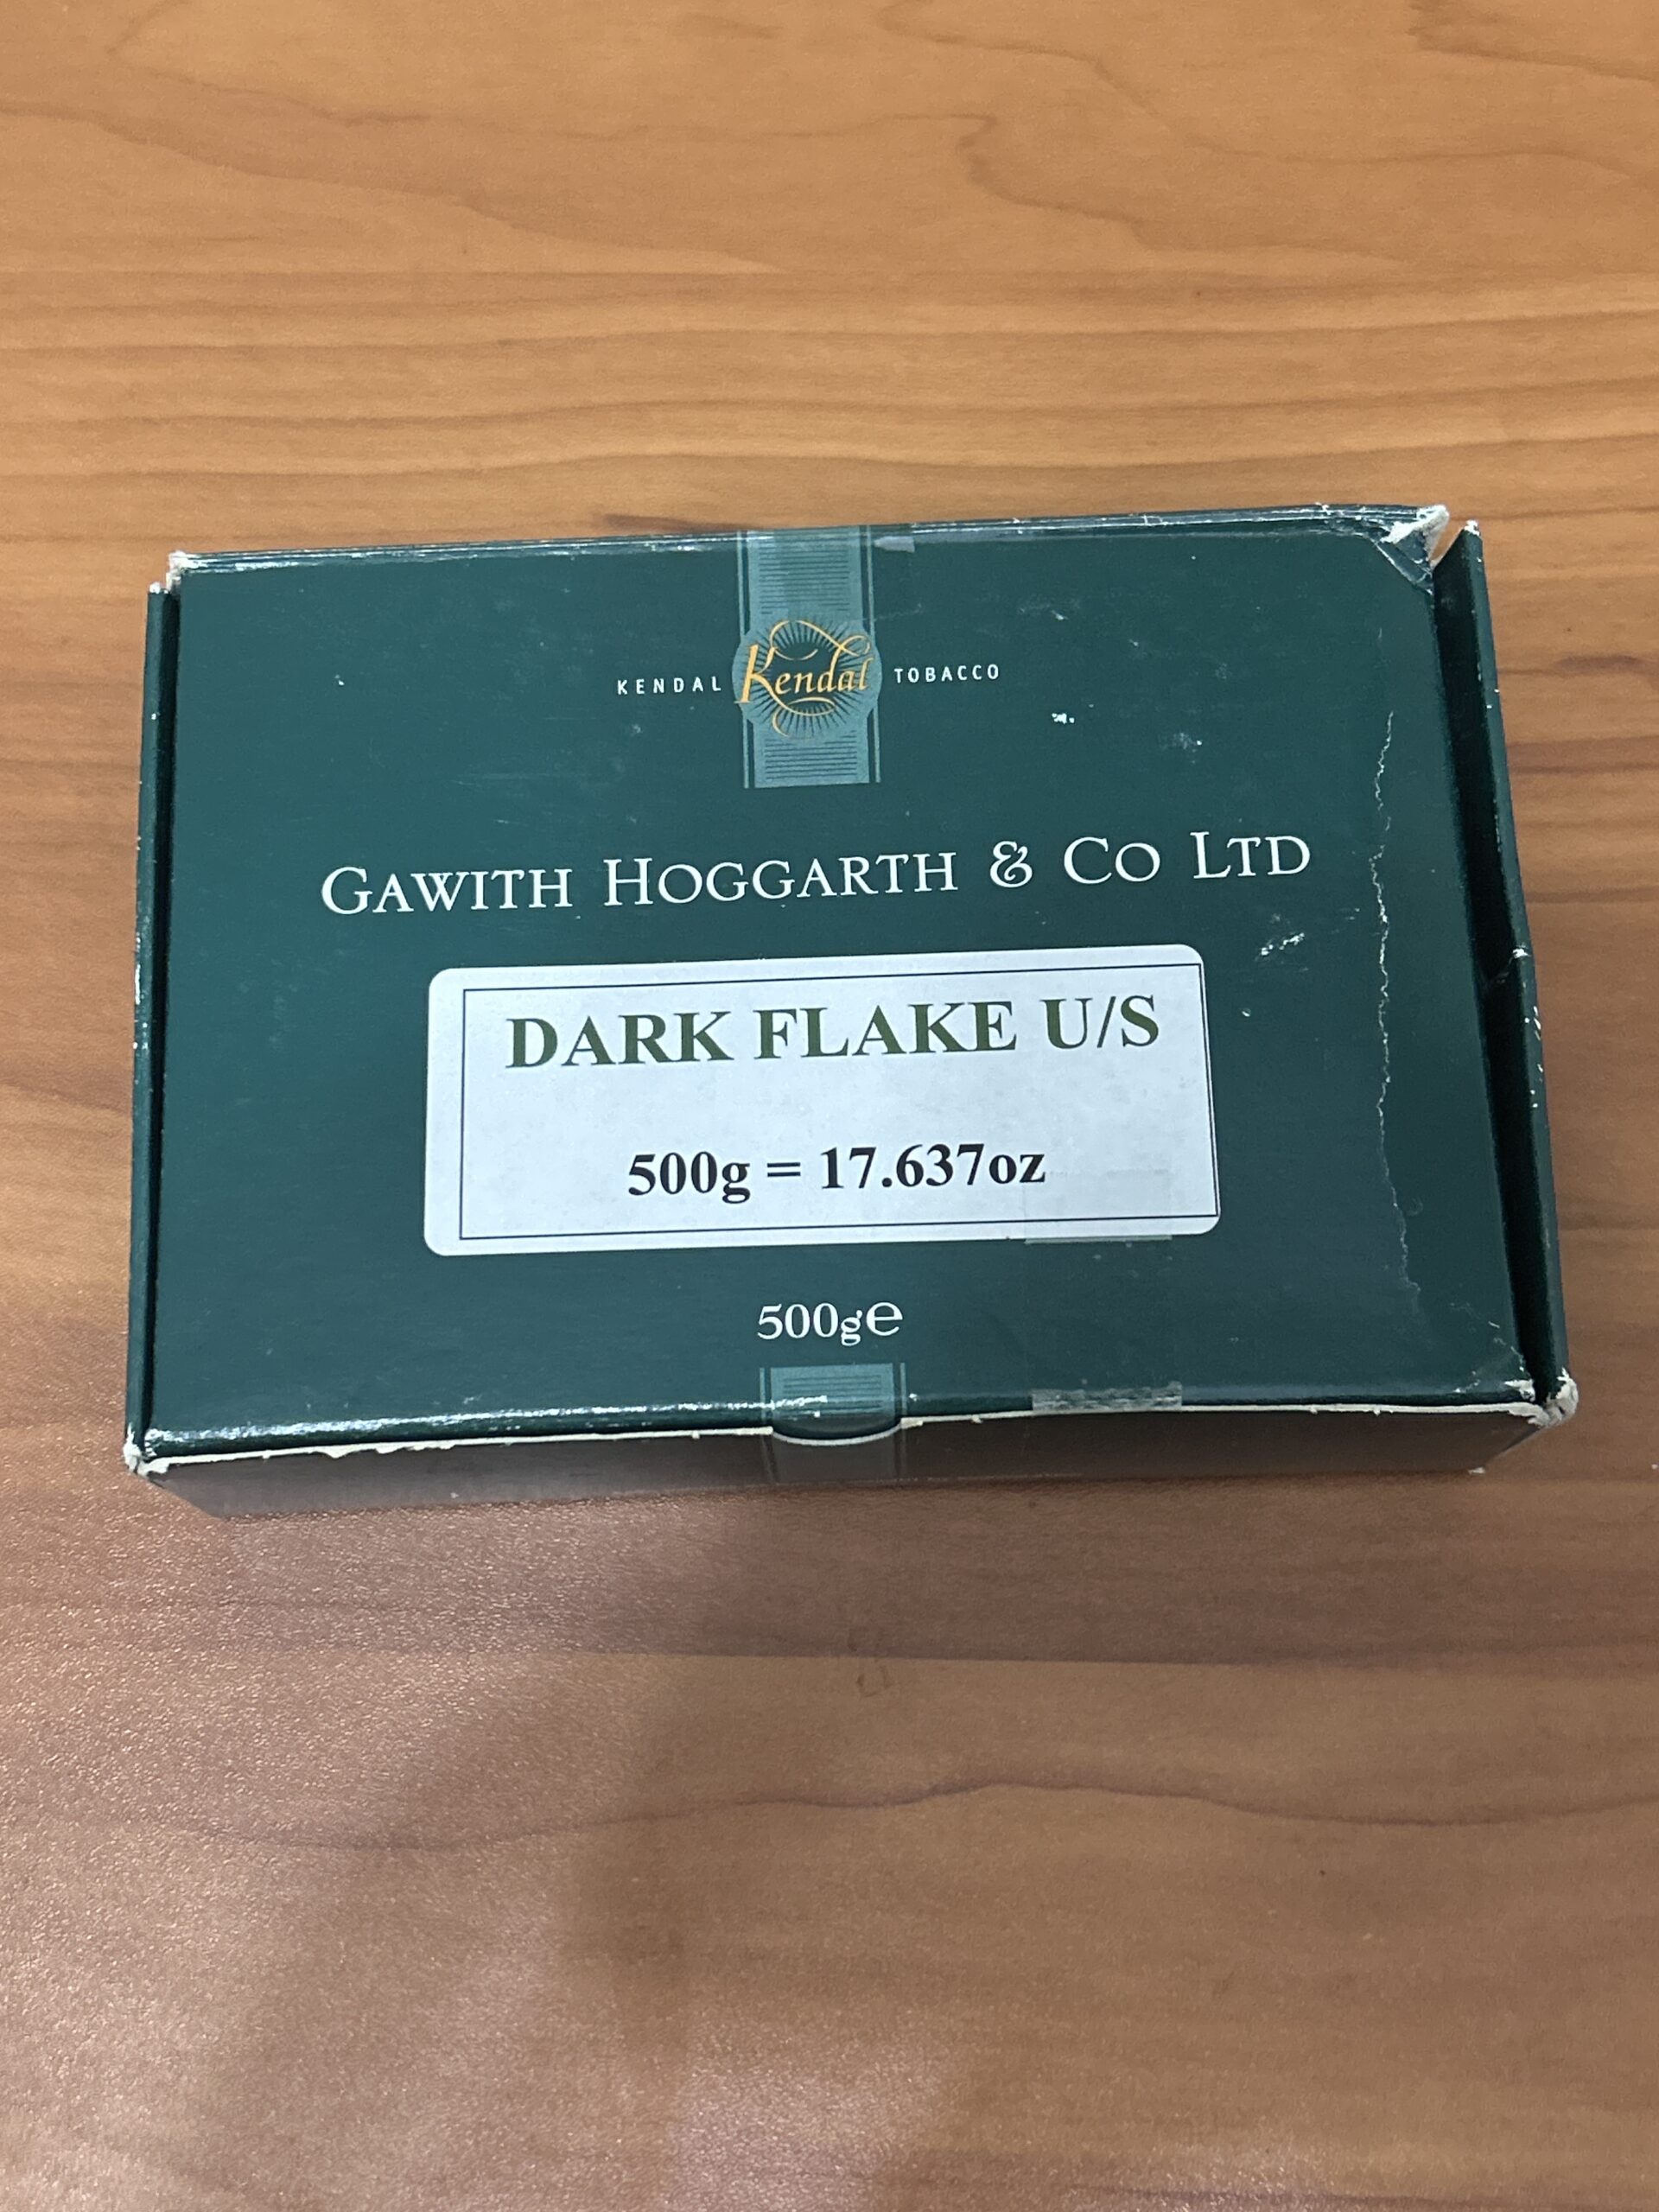 KENDAL Kendal TOBACCO
GAWITH HOGGARTH & CO LTD
DARK FLAKE U/S
500g = 17.637oz
500g℮